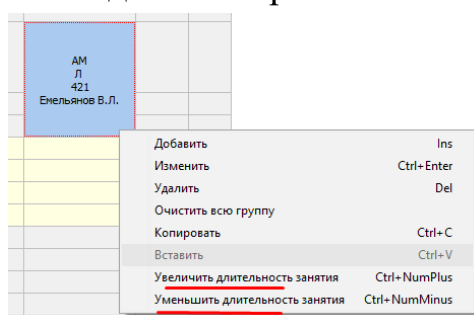 АМ
Л
421
Емельянов В.Л.
Добавить Ins
Изменить Ctrl+Enter
Удалить Del
Очистить всю группу
Копировать Ctrl+C
Вставить Ctrl+V
Увеличить длительность занятия Ctrl+NumPlus
Уменьшить длительность занятия Ctrl+NumMinus